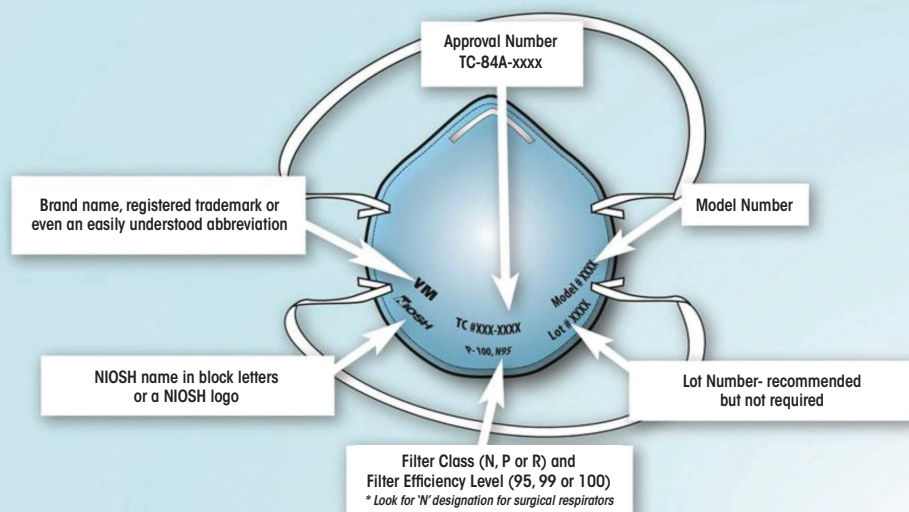 Approval Number
TC-84A-xxxx
Brand name, registered trademark or
even an easily understood abbreviation
Model Number
VM
NIOSH
TC #XXX-XXXX
P-100, N95
Model # XXXX
Lot # XXXX
NIOSH name in block letters
or a NIOSH logo
Lot Number- recommended
but not required
Filter Class (N, P or R) and
Filter Efficiency Level (95, 99 or 100)
* Look for 'N' designation for surgical respirators